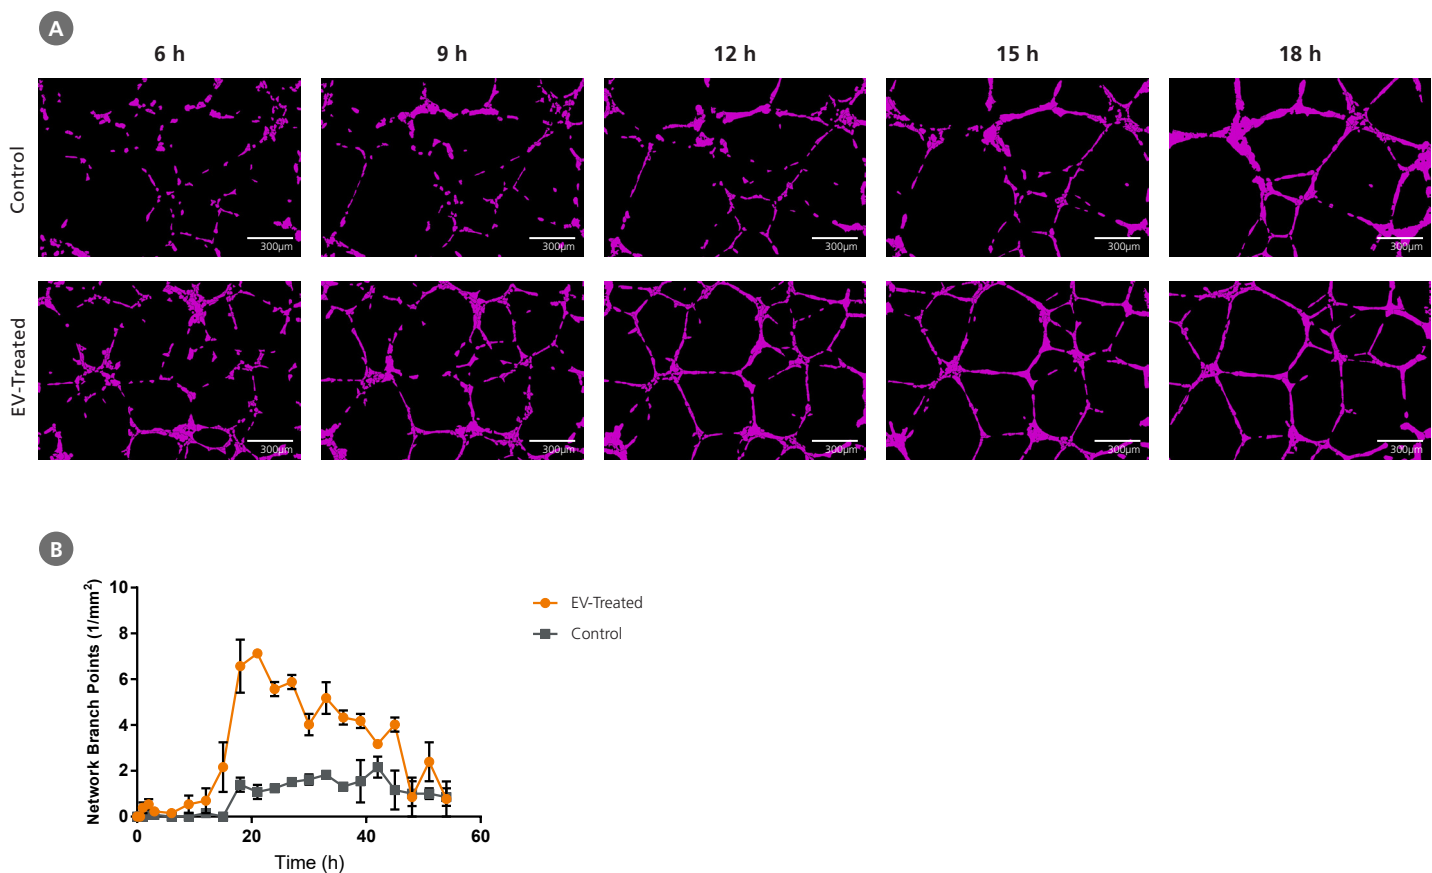 A
6 h 9 h 12 h 15 h 18 h
Control
300µm 300µm 300µm 300µm 300µm
EV-Treated
300µm 300µm 300µm 300µm 300µm
B
Network Branch Points (1/mm²)
10
8
6
4
2
0
0 20 40 60
Time (h)
EV-Treated
Control